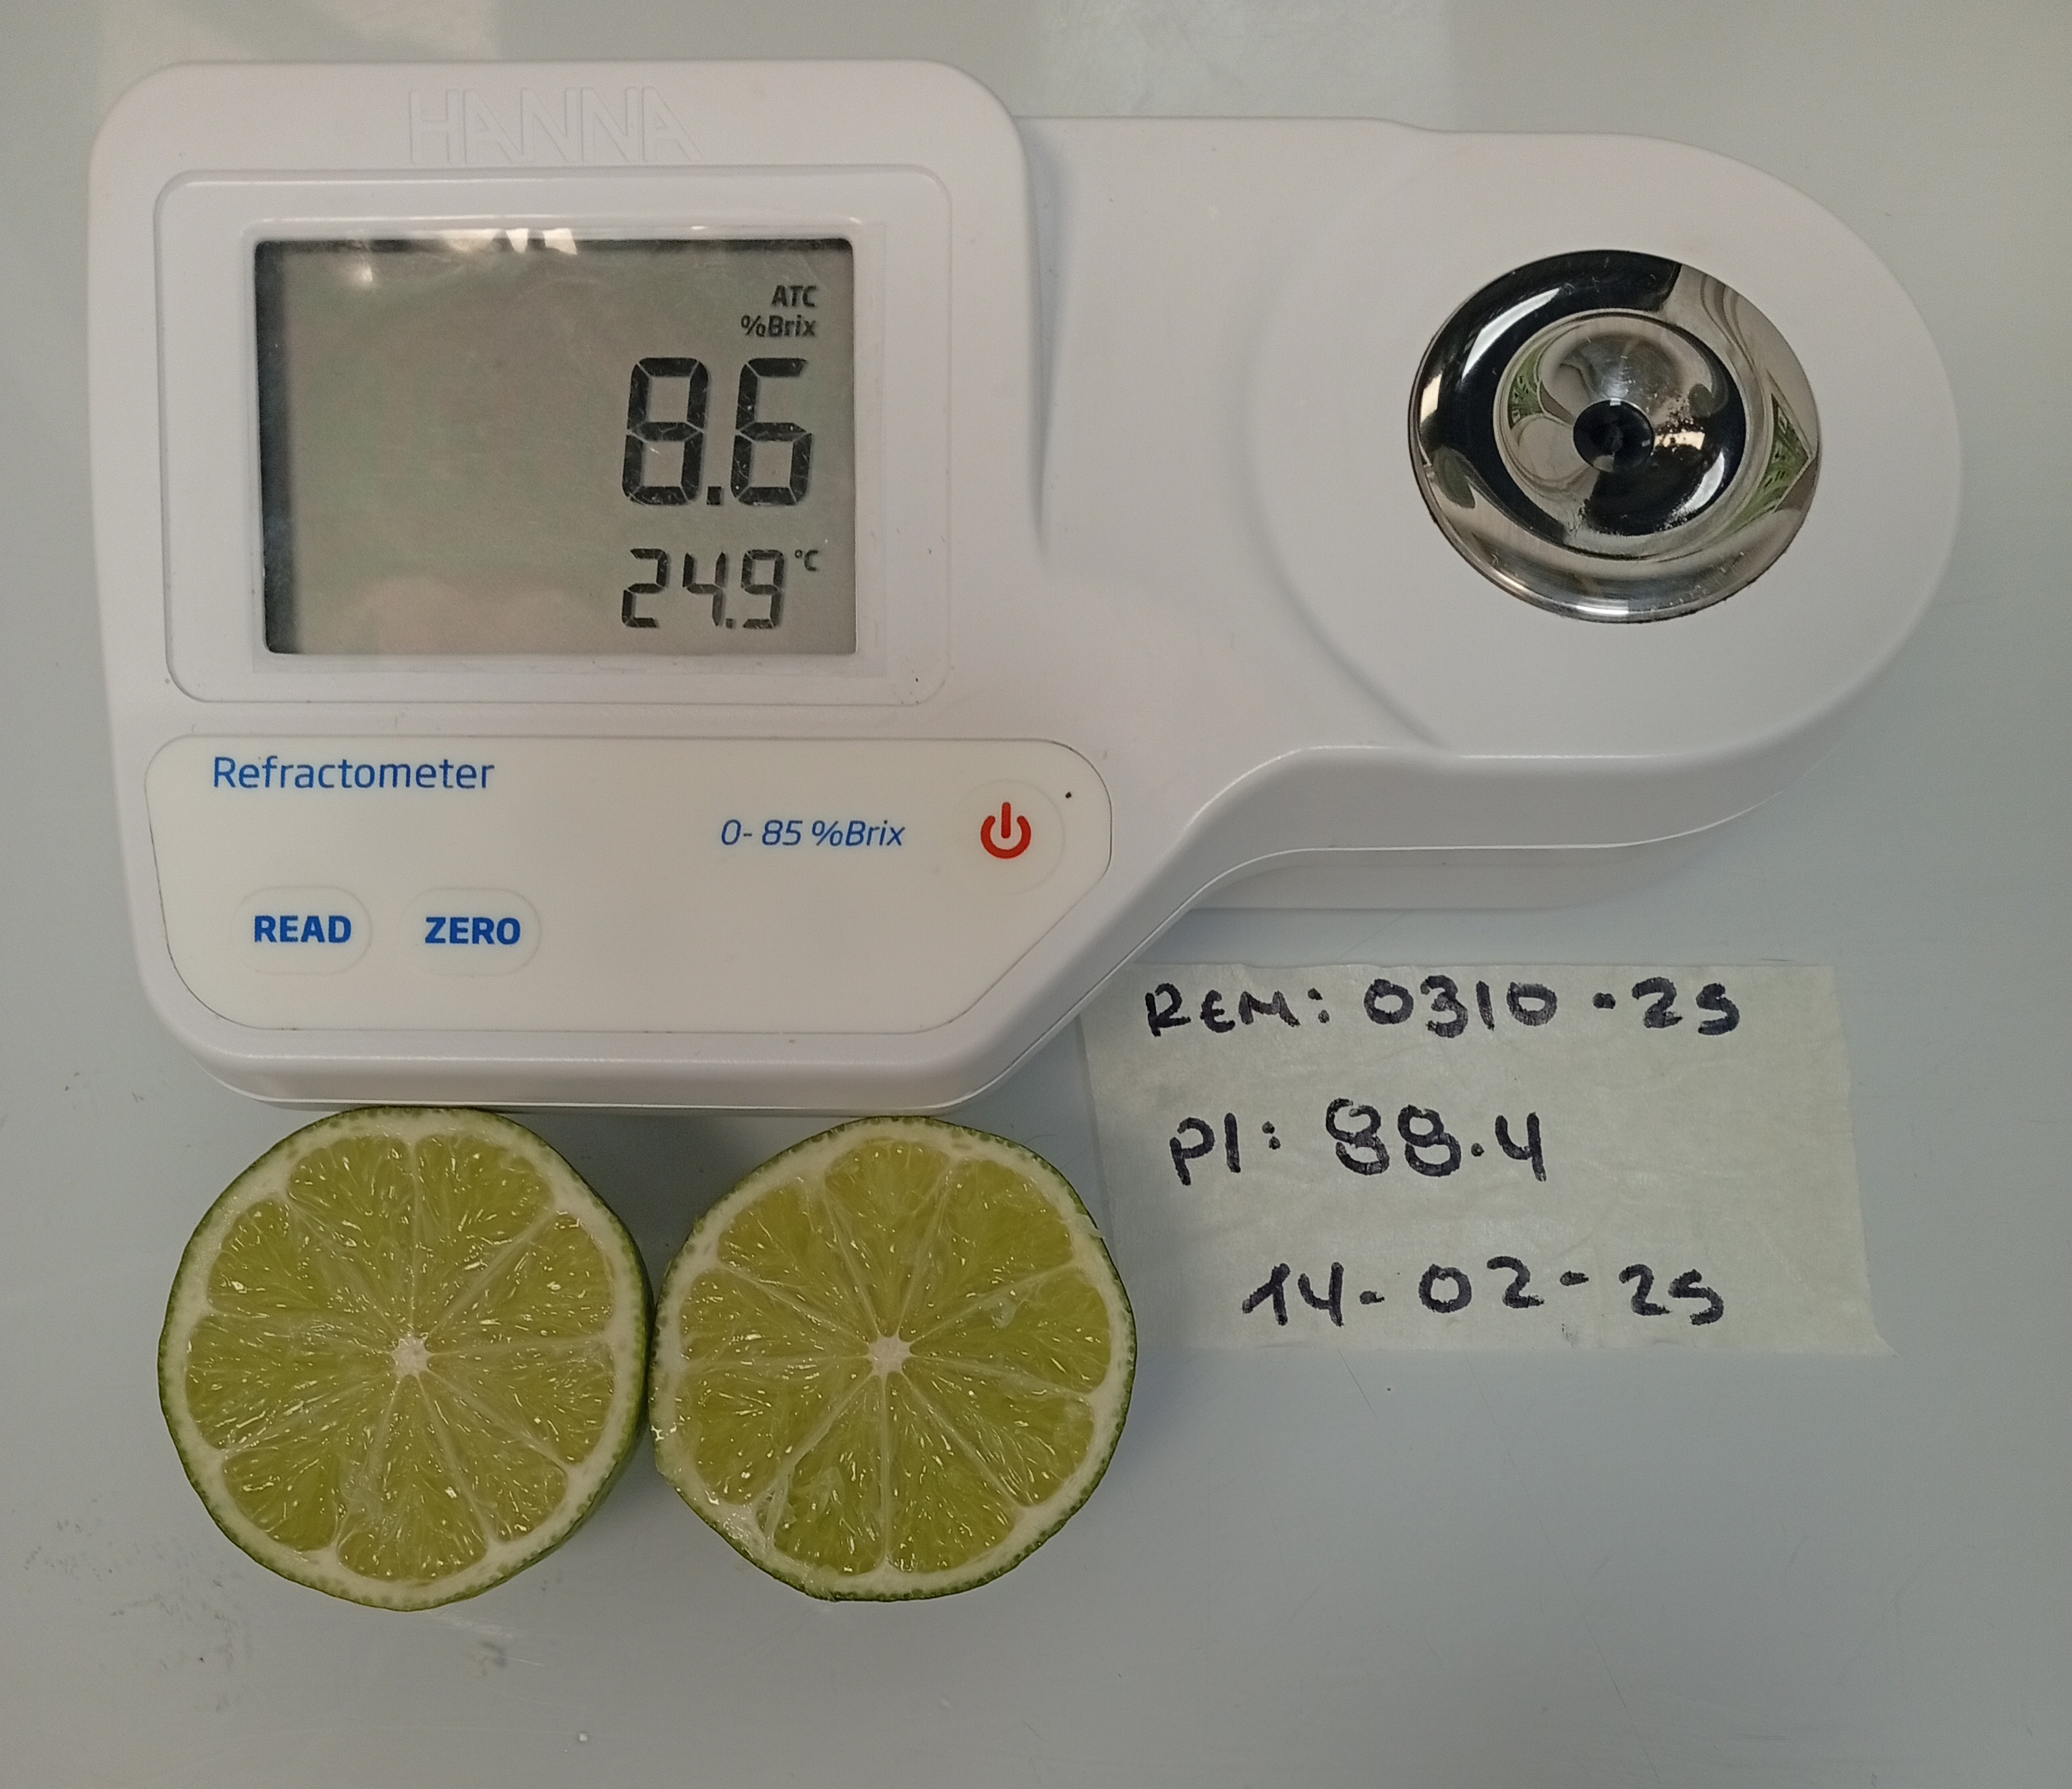 HANNA
ATC
%Brix
8.6
24.9 °C
Refractometer
0- 85 %Brix
READ ZERO
REM: 0310-25
PI: 88.4
14-02-25